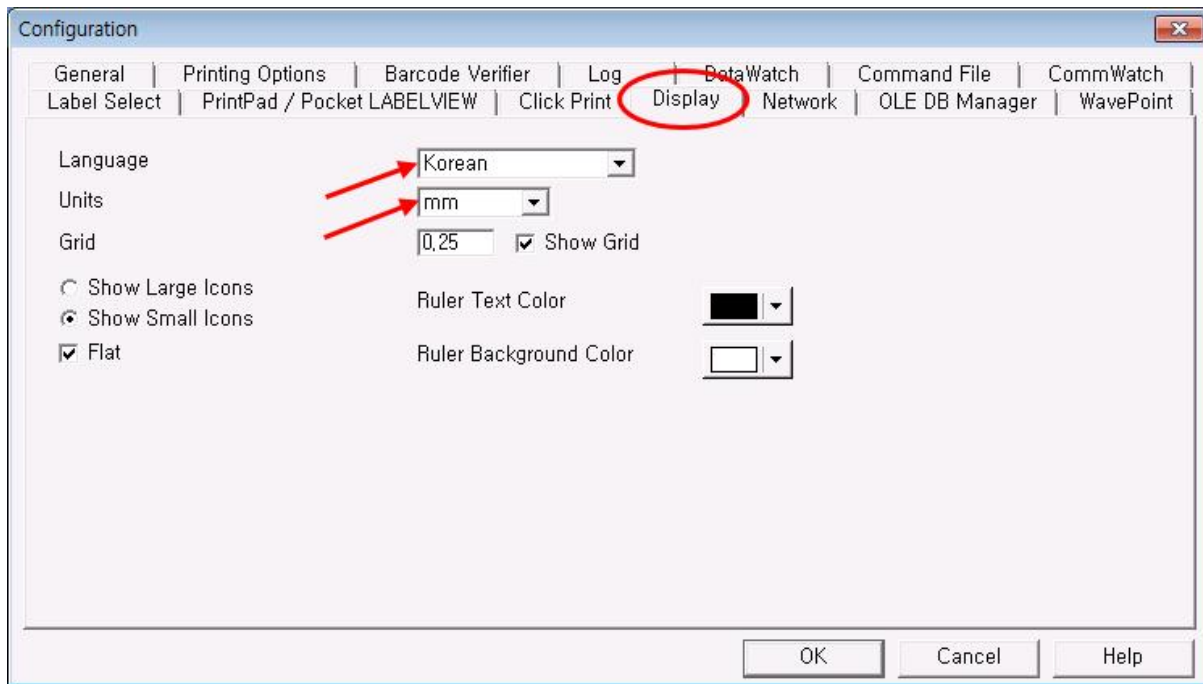 Configuration
General | Printing Options | Barcode Verifier | Log | DataWatch | Command File | CommWatch
Label Select | PrintPad / Pocket LABELVIEW | Click Print | Display | Network | OLE DB Manager | WavePoint
Language Korean
Units mm
Grid 0,25 Show Grid
Show Large Icons
Ruler Text Color
Show Small Icons
Flat Ruler Background Color
OK Cancel Help